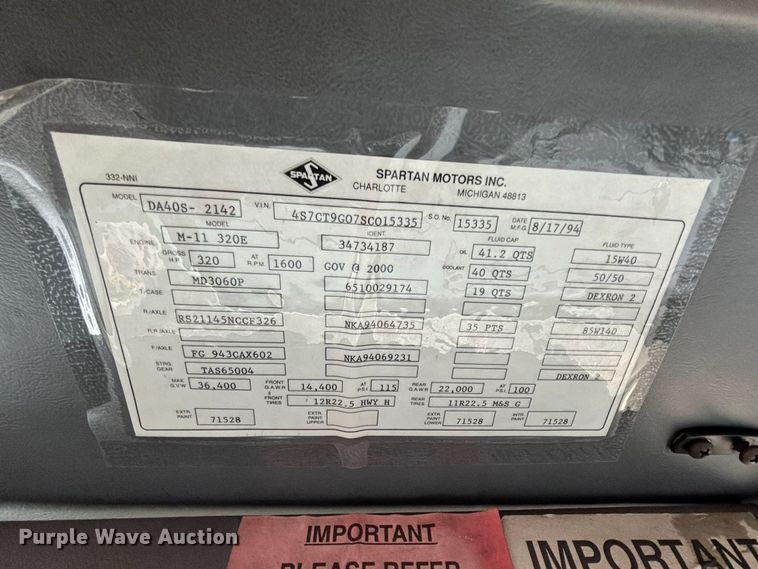 332-NNI SPARTAN SPARTAN MOTORS INC.
CHARLOTTE MICHIGAN 48813
MODEL DA40S- 2142 V.I.N. 4S7CT9G07SC015335 S.O. No. 15335 DATE M.F.G. 8/17/94
MODEL IDENT. FLUID CAP FLUID TYPE
ENGINE M-11 320E 34734187 OIL 41.2 QTS 15W40
GROSS H.P. 320 AT R.P.M. 1600 GOV @ 2000 COOLANT 40 QTS 50/50
TRANS. MD3060P 6510029174 19 QTS DEXRON 2
T/CASE.
R./AXLE RS21145NCCF326 NKA94064735 35 PTS 85W140
R.R./AXLE
F./AXLE FG 943CAX602 NKA94069231
STRG. GEAR TAS65004 DEXRON 2
MAX. G.V.W. 36,400 FRONT G.A.W.R. 14,400 AT P.S.I. 115 REAR G.A.W.R. 22,000 AT P.S.I. 100
FRONT TIRES 12R22.5 HWY H REAR TIRES 11R22.5 M&S G
EXTR. PAINT 71528 EXTR. PAINT UPPER EXTR. PAINT LOWER 71528 INTR. PAINT 71528
Purple Wave Auction
IMPORTANT
PLEASE REFER
IMPORTANT